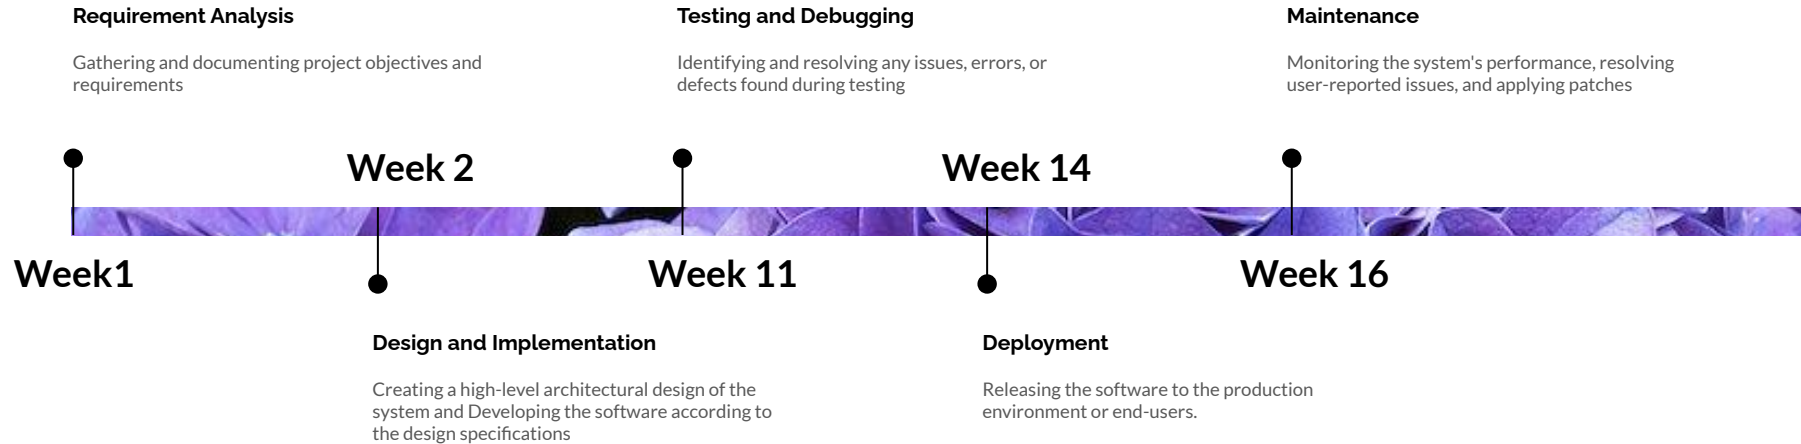 Requirement Analysis
Gathering and documenting project objectives and
requirements
Week1
Week 2
Design and Implementation
Creating a high-level architectural design of the
system and Developing the software according to
the design specifications
Testing and Debugging
Identifying and resolving any issues, errors, or
defects found during testing
Week 11
Week 14
Deployment
Releasing the software to the production
environment or end-users.
Maintenance
Monitoring the system's performance, resolving
user-reported issues, and applying patches
Week 16